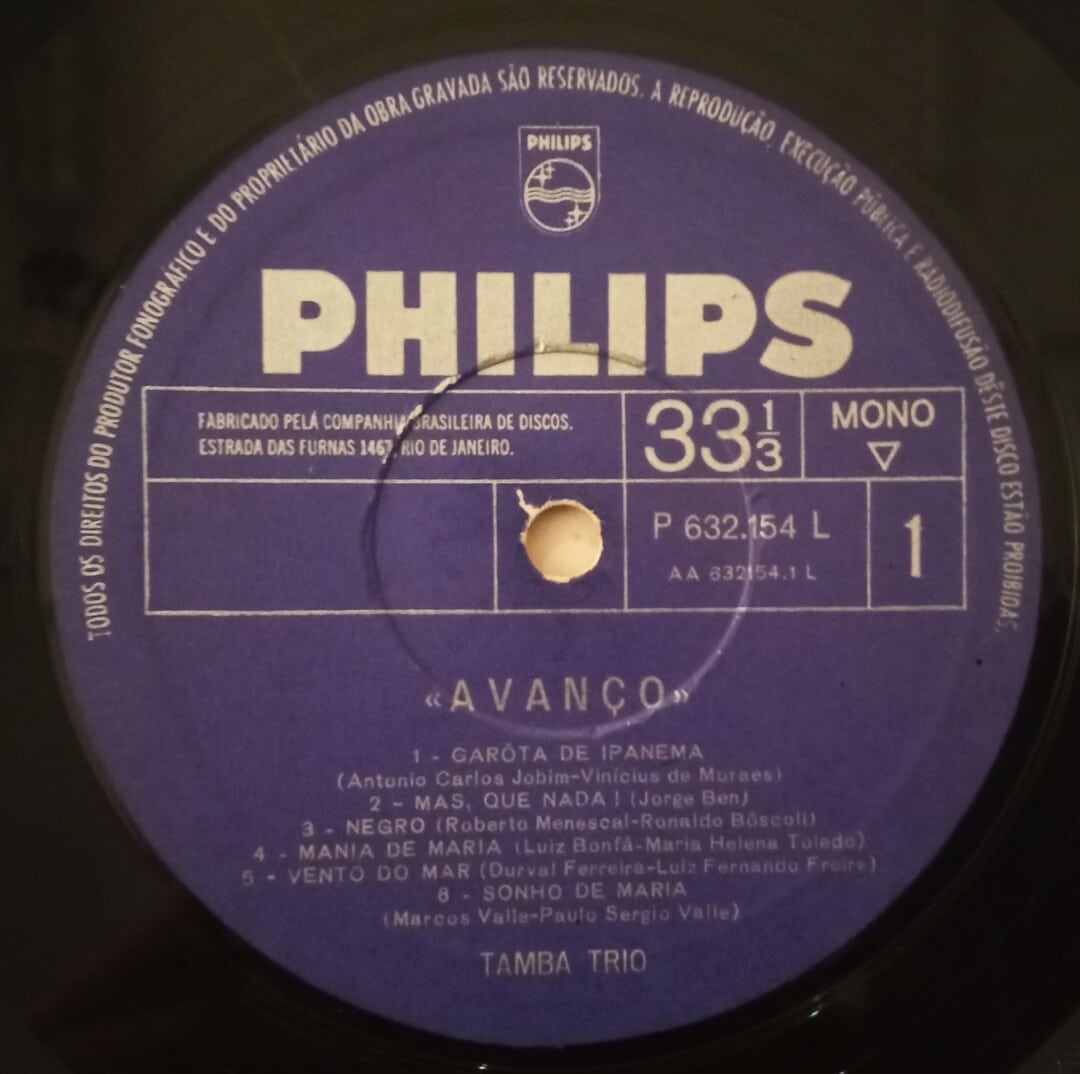 TODOS OS DIREITOS DO PRODUTOR FONOGRÁFICO E DO PROPRIETÁRIO DA OBRA GRAVADA SÃO RESERVADOS. A REPRODUÇÃO, EXECUÇÃO PÚBLICA E RADIODIFUSÃO DÊSTE DISCO ESTÃO PROIBIDAS.
PHILIPS
PHILIPS
FABRICADO PELA COMPANHIA BRASILEIRA DE DISCOS.
ESTRADA DAS FURNAS 1467, RIO DE JANEIRO.
33 1/3
MONO
P 632.154 L
AA 632154.1 L
1
«AVANÇO»
1 - GARÔTA DE IPANEMA
(Antonio Carlos Jobim-Vinícius de Moraes)
2 - MAS, QUE NADA! (Jorge Ben)
3 - NEGRO (Roberto Menescal-Ronaldo Bôscoli)
4 - MANIA DE MARIA (Luiz Bonfá-Maria Helena Toledo)
5 - VENTO DO MAR (Durval Ferreira-Luiz Fernando Freire)
6 - SONHO DE MARIA
(Marcos Valle-Paulo Sergio Valle)
TAMBA TRIO